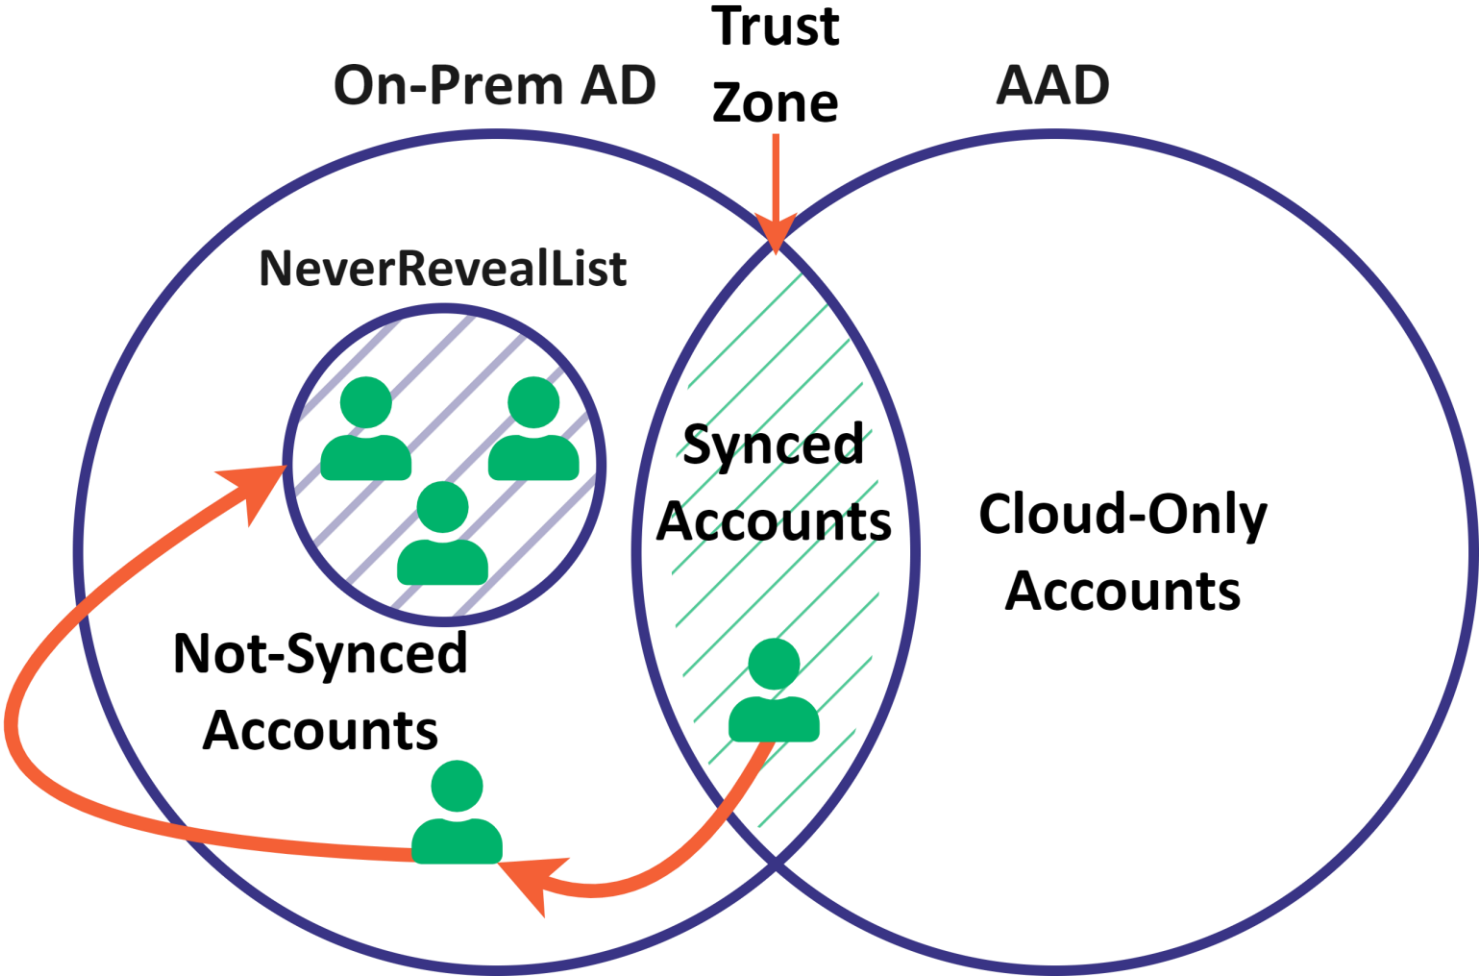 Trust
Zone
On-Prem AD
AAD
NeverRevealList
Synced
Accounts
Cloud-Only
Accounts
Not-Synced
Accounts